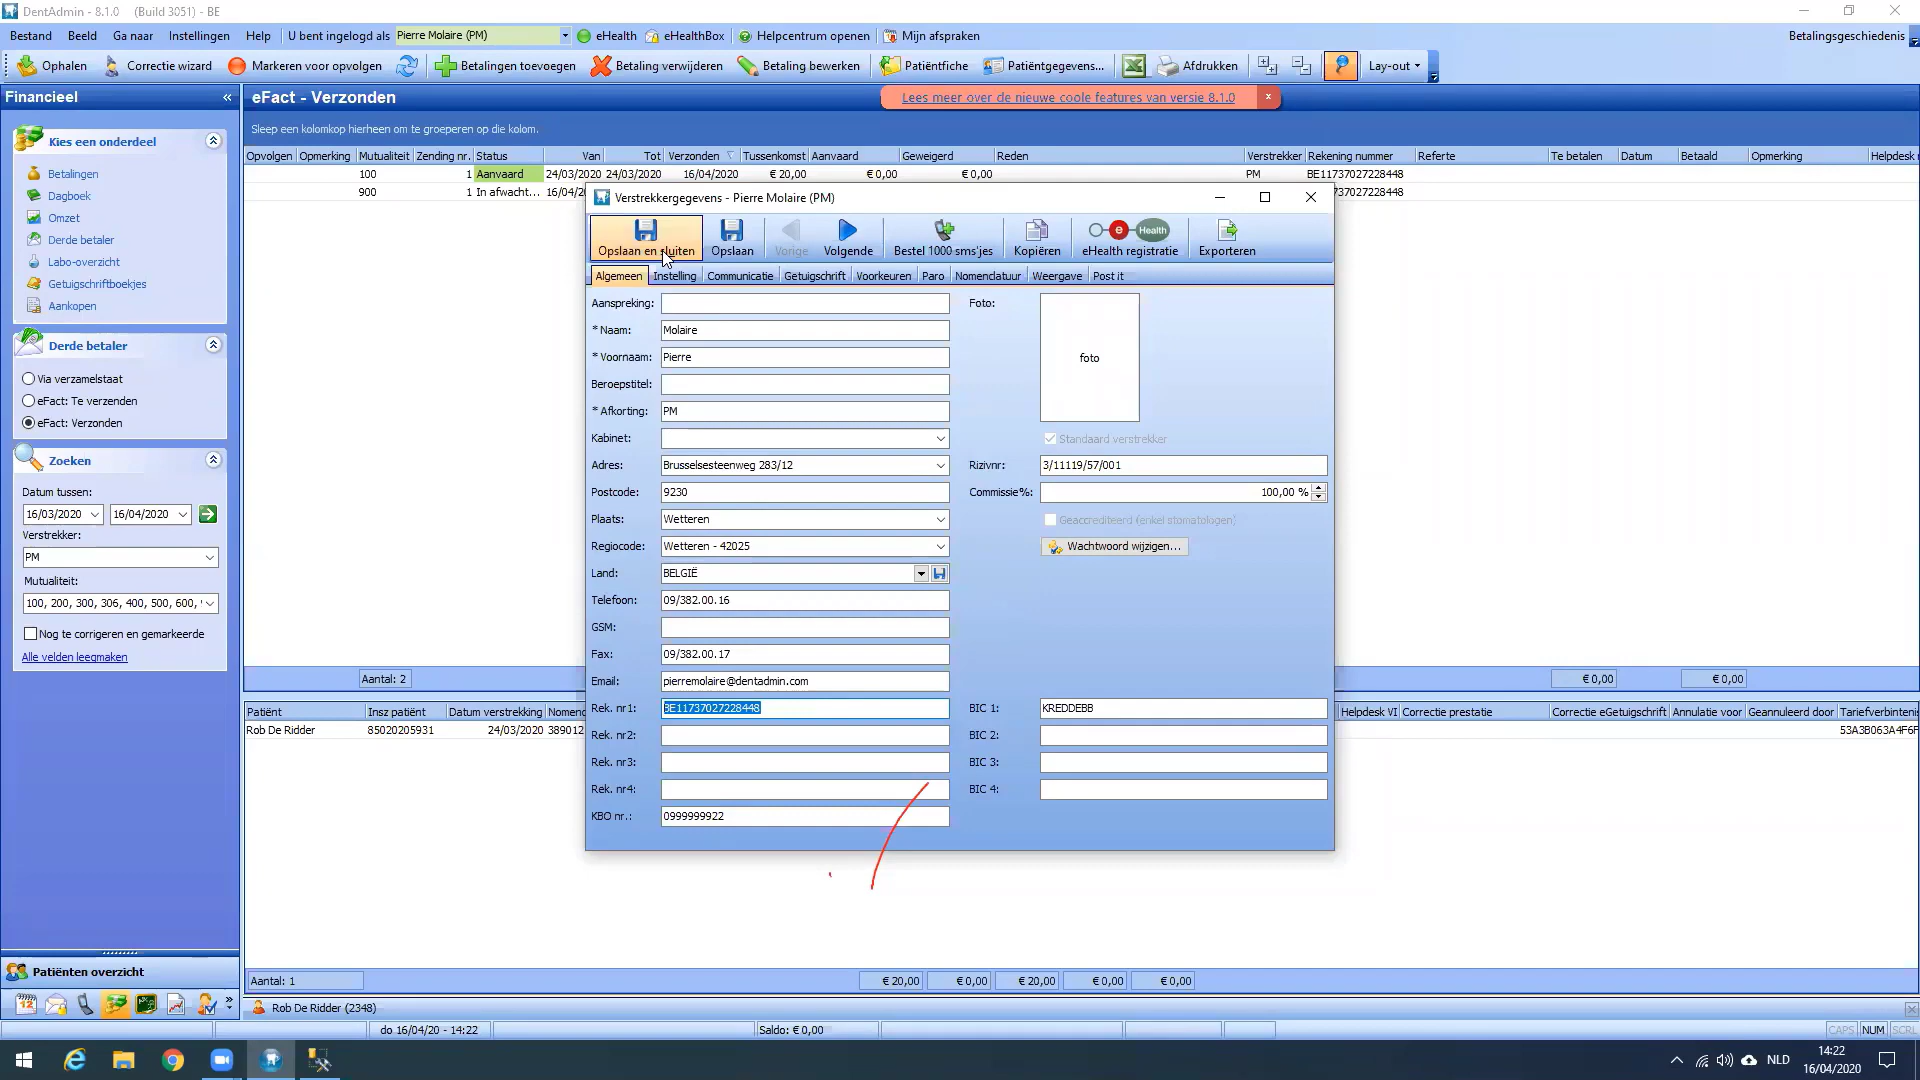 DentAdmin - 8.1.0 (Build 3051) - BE
Bestand Beeld Ga naar Instellingen Help U bent ingelogd als Pierre Molaire (PM) eHealth eHealthBox Helpcentrum openen Mijn afspraken Betalingsgeschiedenis
Ophalen Correctie wizard Markeren voor opvolgen Betalingen toevoegen Betaling verwijderen Betaling bewerken Patiëntfiche Patiëntgegevens... Afdrukken Lay-out
Financieel «
eFact - Verzonden
Lees meer over de nieuwe coole features van versie 8.1.0 x
Sleep een kolomkop hierheen om te groeperen op die kolom.
Opvolgen Opmerking Mutualiteit Zending nr. Status Van Tot Verzonden Tussenkomst Aanvaard Geweigerd Reden Verstrekker Rekening nummer Referte Te betalen Datum Betaald Opmerking Helpdesk
100 1 Aanvaard 24/03/2020 24/03/2020 16/04/2020 € 20,00 € 0,00 € 0,00 PM BE11737027228448
900 1 In afwacht... 16/04
Kies een onderdeel
Betalingen
Dagboek
Omzet
Derde betaler
Labo-overzicht
Getuigschriftboekjes
Aankopen
Derde betaler
Via verzamelstaat
eFact: Te verzenden
eFact: Verzonden
Zoeken
Datum tussen:
16/03/2020 16/04/2020
Verstrekker:
PM
Mutualiteit:
100, 200, 300, 306, 400, 500, 600,
Nog te corrigeren en gemarkeerde
Alle velden leegmaken
Verstrekkergegevens - Pierre Molaire (PM)
Opslaan en sluiten Opslaan Vorige Volgende Bestel 1000 sms'jes Kopiëren e Health eHealth registratie Exporteren
Algemeen Instelling Communicatie Getuigschrift Voorkeuren Paro Nomenclatuur Weergave Post it
Aanspreking: Foto:
* Naam: Molaire
* Voornaam: Pierre foto
Beroepstitel:
* Afkorting: PM
Kabinet: Standaard verstrekker
Adres: Brusselsesteenweg 283/12 Rizivnr: 3/11119/57/001
Postcode: 9230 Commissie%: 100,00 %
Plaats: Wetteren Geaccrediteerd (enkel stomatologen)
Regiocode: Wetteren - 42025 Wachtwoord wijzigen...
Land: BELGIË
Telefoon: 09/382.00.16
GSM:
Fax: 09/382.00.17
Email: pierremolaire@dentadmin.com
Rek. nr1: BE11737027228448 BIC 1: KREDDEBB
Rek. nr2: BIC 2:
Rek. nr3: BIC 3:
Rek. nr4: BIC 4:
KBO nr.: 0999999922
Aantal: 2 € 0,00 € 0,00
Patiënt Insz patiënt Datum verstrekking Nomenc Helpdesk VI Correctie prestatie Correctie eGetuigschrift Annulatie voor Geannuleerd door Tariefverbintenis
Rob De Ridder 85020205931 24/03/2020 389012 53A3B063A4F6F
Aantal: 1 € 20,00 € 0,00 € 20,00 € 0,00 € 0,00
Patiënten overzicht
Rob De Ridder (2348)
do 16/04/20 - 14:22 Saldo: € 0,00 CAPS NUM SCRL
NLD 14:22
16/04/2020